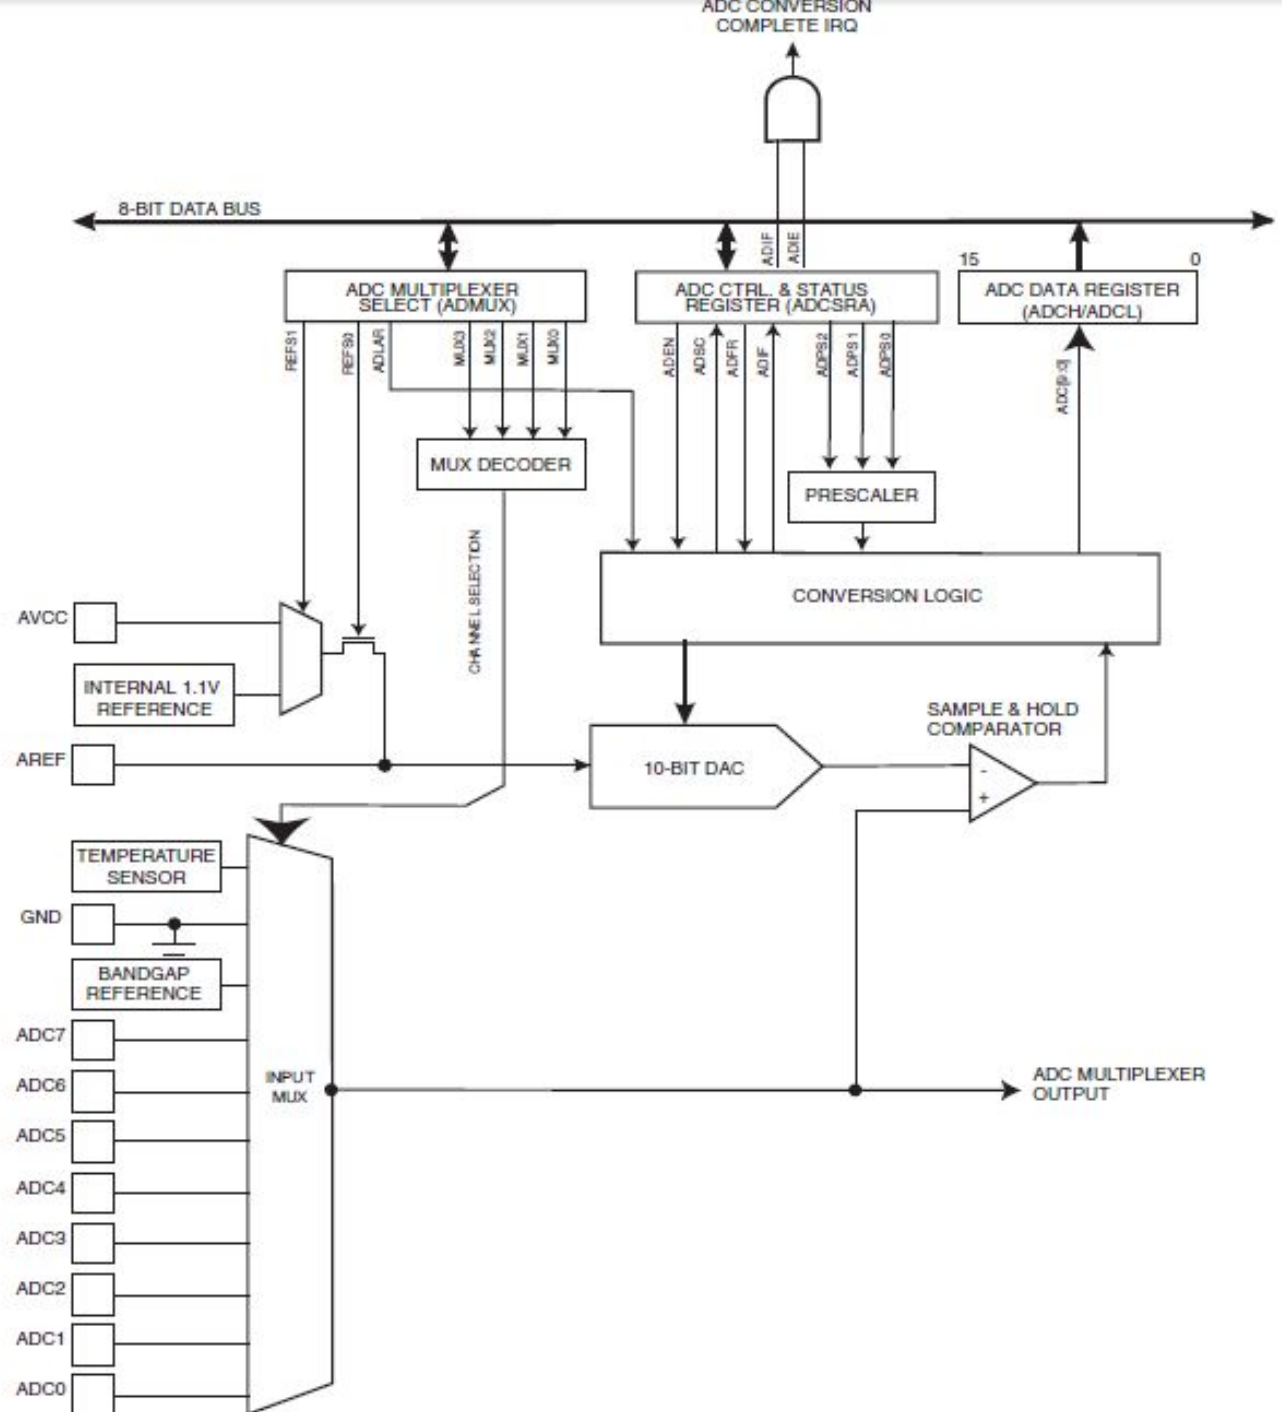 ADC CONVERSION
COMPLETE IRQ
8-BIT DATA BUS
ADIF
ADIE
15
0
ADC MULTIPLEXER
SELECT (ADMUX)
ADC CTRL. & STATUS
REGISTER (ADCSRA)
ADC DATA REGISTER
(ADCH/ADCL)
REFS1
REFS0
ADLAR
MUX3
MUX2
MUX1
MUX0
ADEN
ADSC
ADFR
ADIF
ADPS2
ADPS1
ADPS0
ADC[9:0]
MUX DECODER
PRESCALER
CHANNEL SELECTION
CONVERSION LOGIC
AVCC
INTERNAL 1.1V
REFERENCE
SAMPLE & HOLD
COMPARATOR
AREF
10-BIT DAC
-
+
TEMPERATURE
SENSOR
GND
BANDGAP
REFERENCE
ADC7
ADC6
ADC5
ADC4
ADC3
ADC2
ADC1
ADC0
INPUT
MUX
ADC MULTIPLEXER
OUTPUT